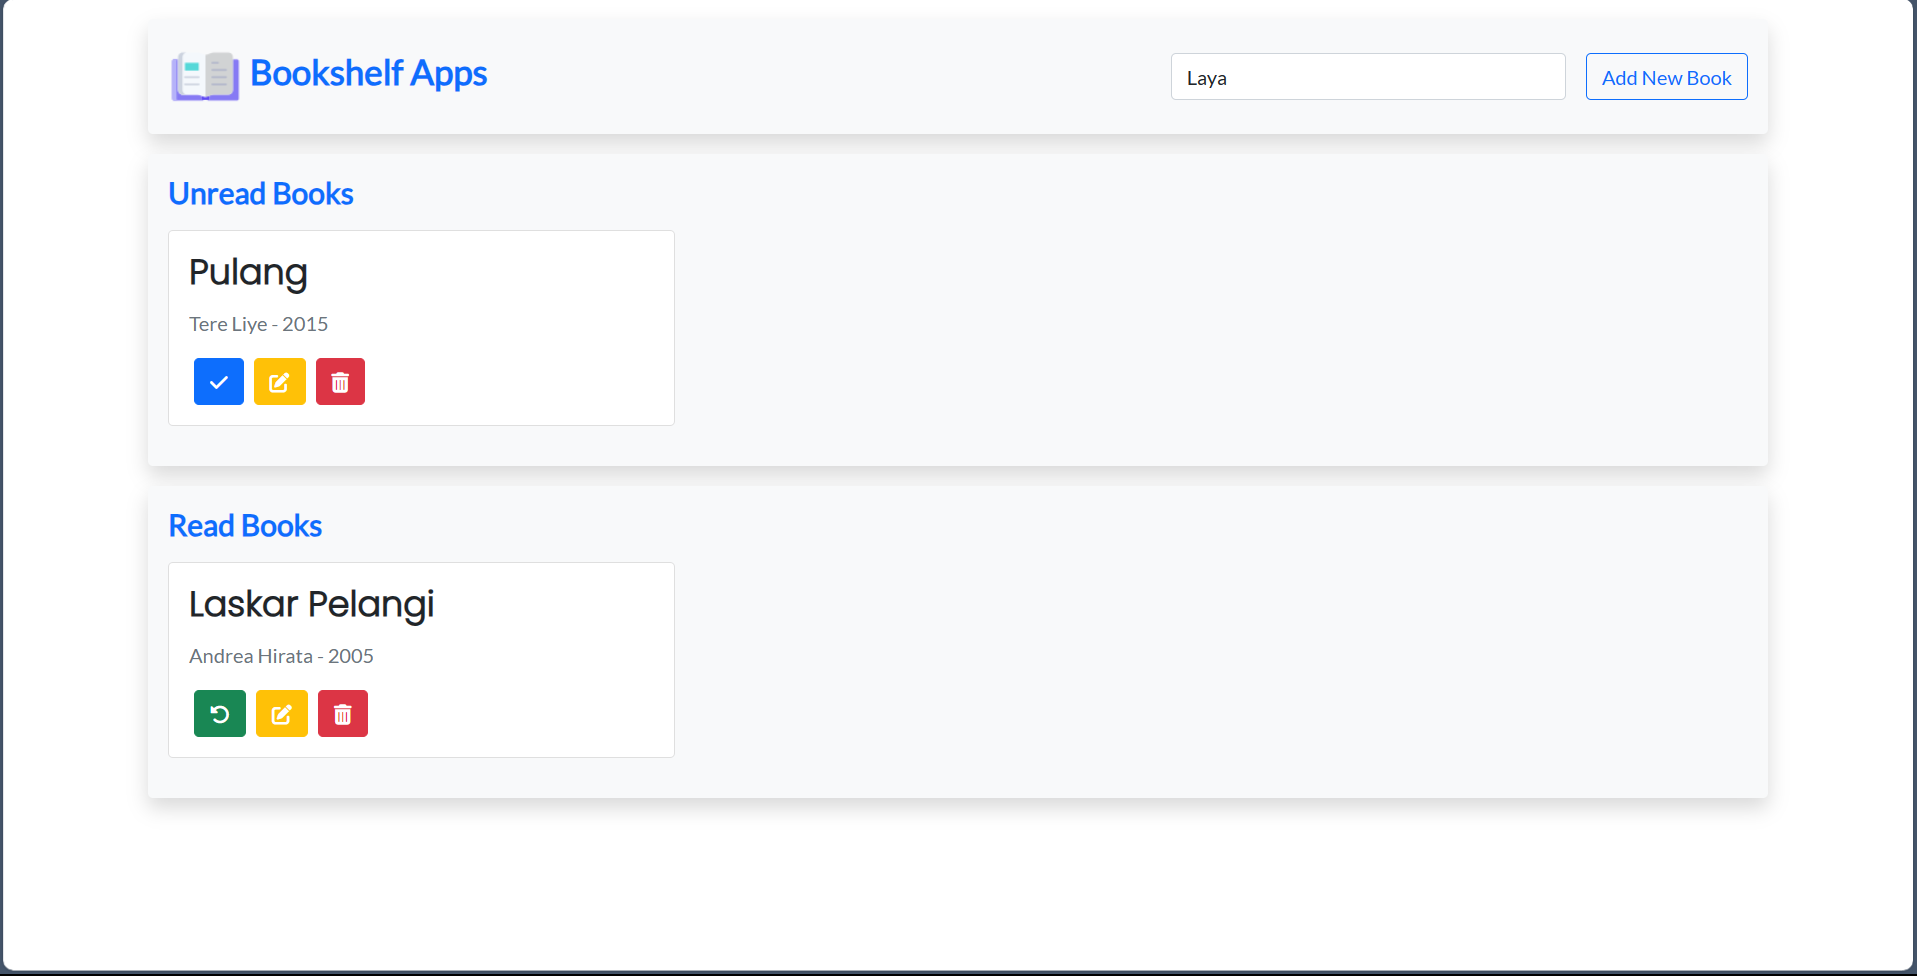 Bookshelf Apps
Laya
Add New Book
Unread Books
Pulang
Tere Liye - 2015
Read Books
Laskar Pelangi
Andrea Hirata - 2005